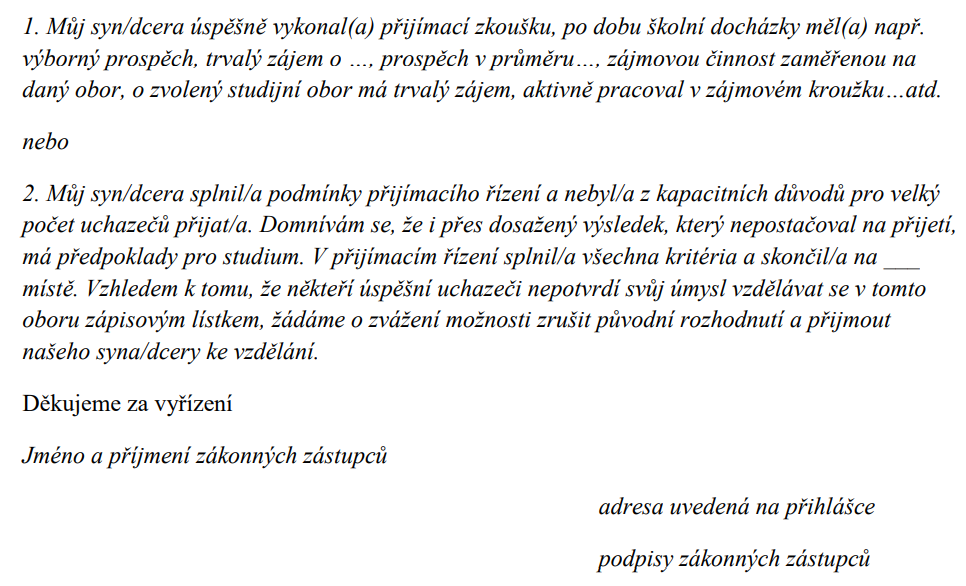 1. Můj syn/dcera úspěšně vykonal(a) přijímací zkoušku, po dobu školní docházky měl(a) např.
výborný prospěch, trvalý zájem o …, prospěch v průměru…, zájmovou činnost zaměřenou na
daný obor, o zvolený studijní obor má trvalý zájem, aktivně pracoval v zájmovém kroužku…atd.
nebo
2. Můj syn/dcera splnil/a podmínky přijímacího řízení a nebyl/a z kapacitních důvodů pro velký
počet uchazečů přijat/a. Domnívám se, že i přes dosažený výsledek, který nepostačoval na přijetí,
má předpoklady pro studium. V přijímacím řízení splnil/a všechna kritéria a skončil/a na ___
místě. Vzhledem k tomu, že někteří úspěšní uchazeči nepotvrdí svůj úmysl vzdělávat se v tomto
oboru zápisovým lístkem, žádáme o zvážení možnosti zrušit původní rozhodnutí a přijmout
našeho syna/dcery ke vzdělání.
Děkujeme za vyřízení
Jméno a příjmení zákonných zástupců
adresa uvedená na přihlášce
podpisy zákonných zástupců